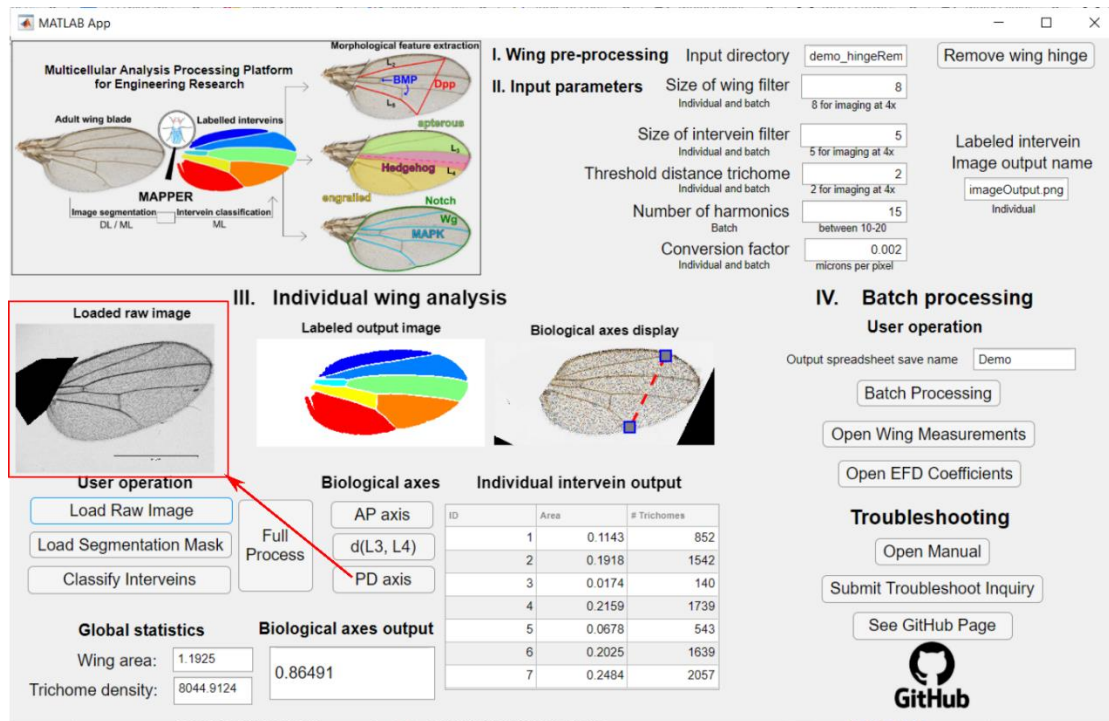 MATLAB App
Multicellular Analysis Processing Platform
for Engineering Research
Adult wing blade
Labelled interveins
MAPPER
Image segmentation
Intervein classification
DL / ML
ML
Morphological feature extraction
L2
BMP
Dpp
L5
apterous
L3
Hedgehog
L4
engrailed
Notch
Wg
MAPK
I. Wing pre-processing
Input directory
demo_hingeRem
Remove wing hinge
II. Input parameters
Size of wing filter
8
Individual and batch
8 for imaging at 4x
Size of intervein filter
5
Individual and batch
5 for imaging at 4x
Threshold distance trichome
2
Individual and batch
2 for imaging at 4x
Number of harmonics
15
Batch
between 10-20
Conversion factor
0.002
Individual and batch
microns per pixel
Labeled intervein
Image output name
imageOutput.png
Individual
III. Individual wing analysis
Loaded raw image
Labeled output image
Biological axes display
User operation
Load Raw Image
Load Segmentation Mask
Classify Interveins
Full
Process
Biological axes
AP axis
d(L3, L4)
PD axis
Individual intervein output
ID Area # Trichomes
1 0.1143 852
2 0.1918 1542
3 0.0174 140
4 0.2159 1739
5 0.0678 543
6 0.2025 1639
7 0.2484 2057
Global statistics
Wing area: 1.1925
Trichome density: 8044.9124
Biological axes output
0.86491
IV. Batch processing
User operation
Output spreadsheet save name Demo
Batch Processing
Open Wing Measurements
Open EFD Coefficients
Troubleshooting
Open Manual
Submit Troubleshoot Inquiry
See GitHub Page
GitHub